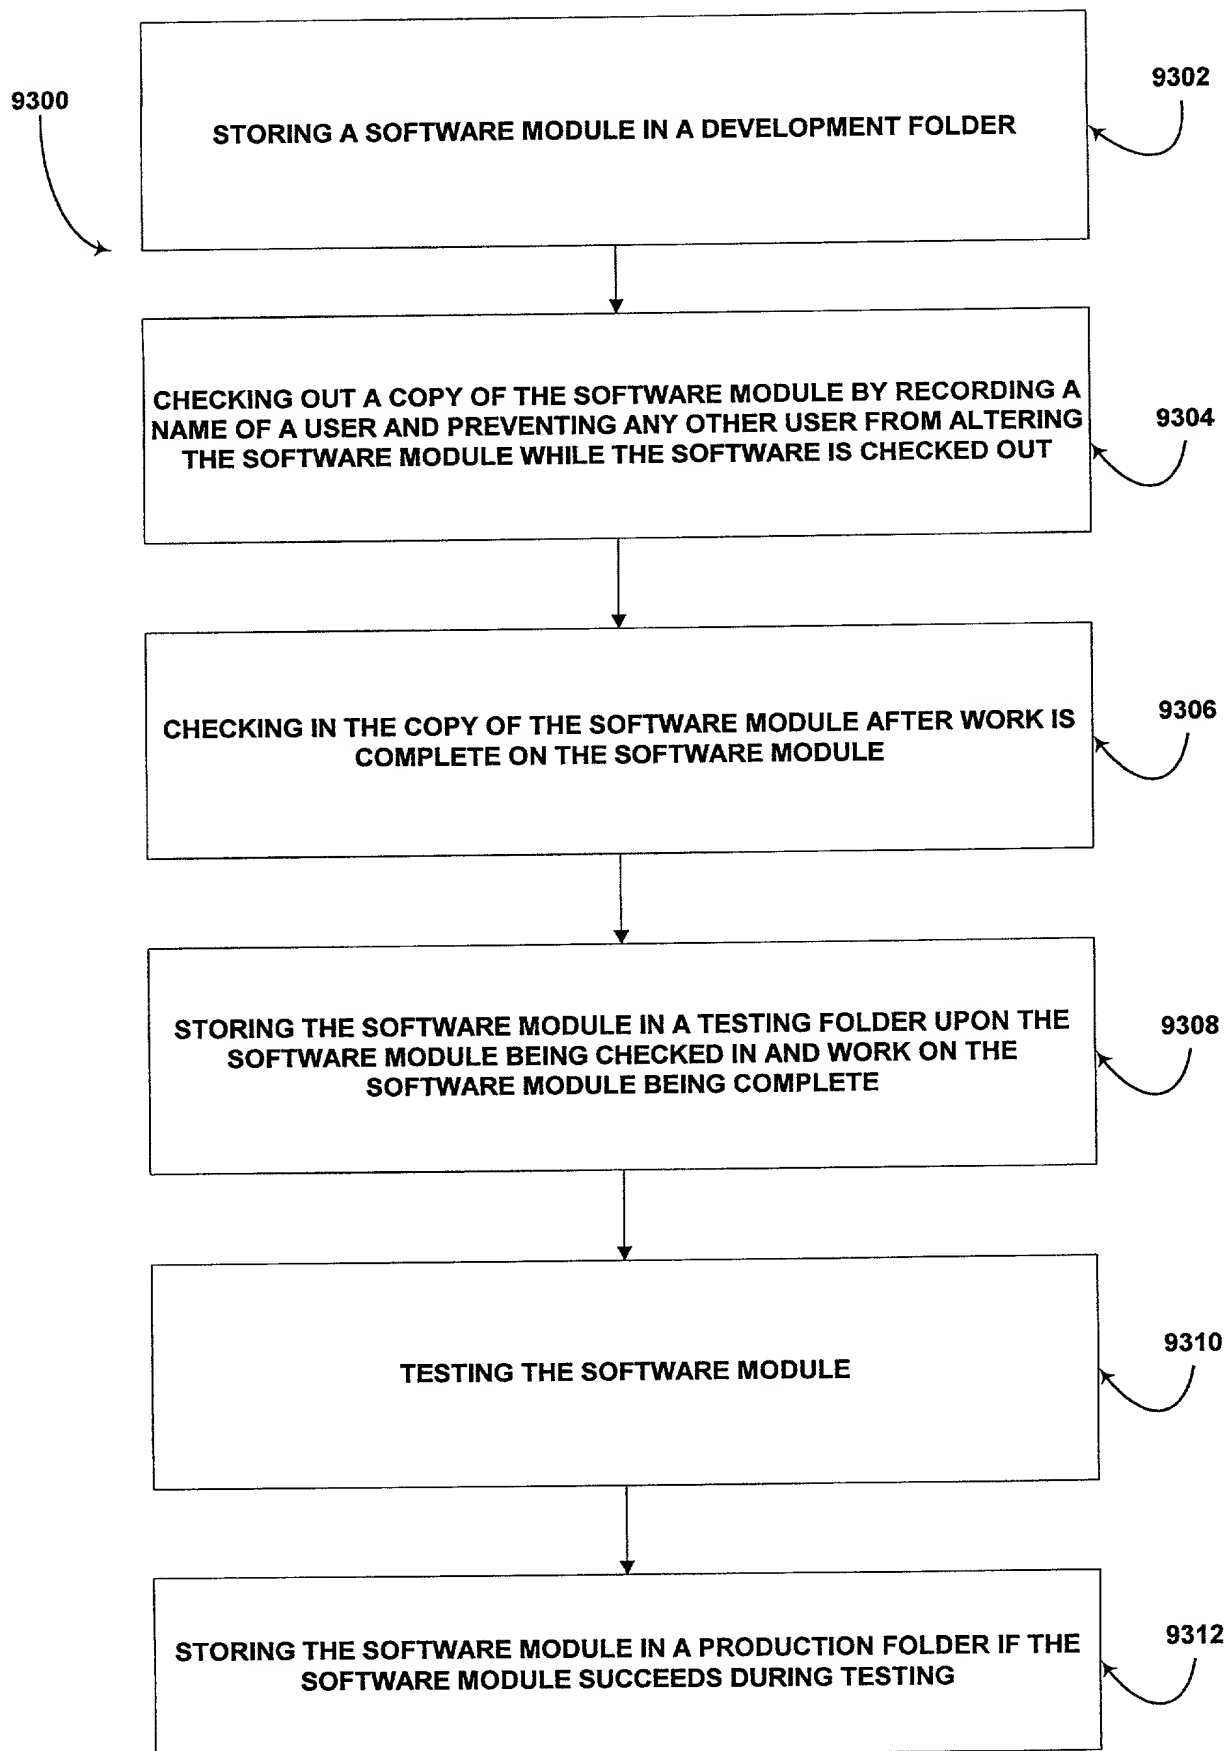 9300
9302
STORING A SOFTWARE MODULE IN A DEVELOPMENT FOLDER
CHECKING OUT A COPY OF THE SOFTWARE MODULE BY RECORDING A
NAME OF A USER AND PREVENTING ANY OTHER USER FROM ALTERING
THE SOFTWARE MODULE WHILE THE SOFTWARE IS CHECKED OUT
9304
CHECKING IN THE COPY OF THE SOFTWARE MODULE AFTER WORK IS
COMPLETE ON THE SOFTWARE MODULE
9306
STORING THE SOFTWARE MODULE IN A TESTING FOLDER UPON THE
SOFTWARE MODULE BEING CHECKED IN AND WORK ON THE
SOFTWARE MODULE BEING COMPLETE
9308
TESTING THE SOFTWARE MODULE
9310
STORING THE SOFTWARE MODULE IN A PRODUCTION FOLDER IF THE
SOFTWARE MODULE SUCCEEDS DURING TESTING
9312